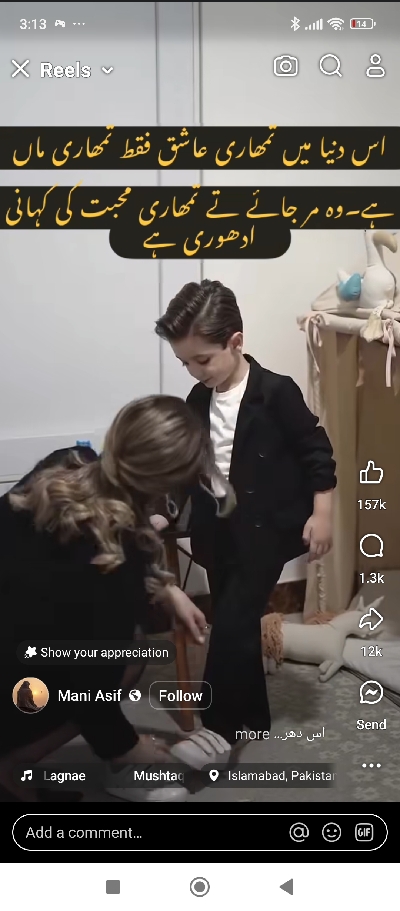 3:13
14
Reels
اس دنیا میں تمھاری عاشق فقط تمھاری ماں
ہے۔وہ مر جائے تے تمھاری محبت کی کہانی
ادھوری ہے
157k
1.3k
12k
Show your appreciation
Mani Asif
Follow
Send
اس دھر... more
Lagnae Mushtaq Islamabad, Pakistan
Add a comment...
GIF